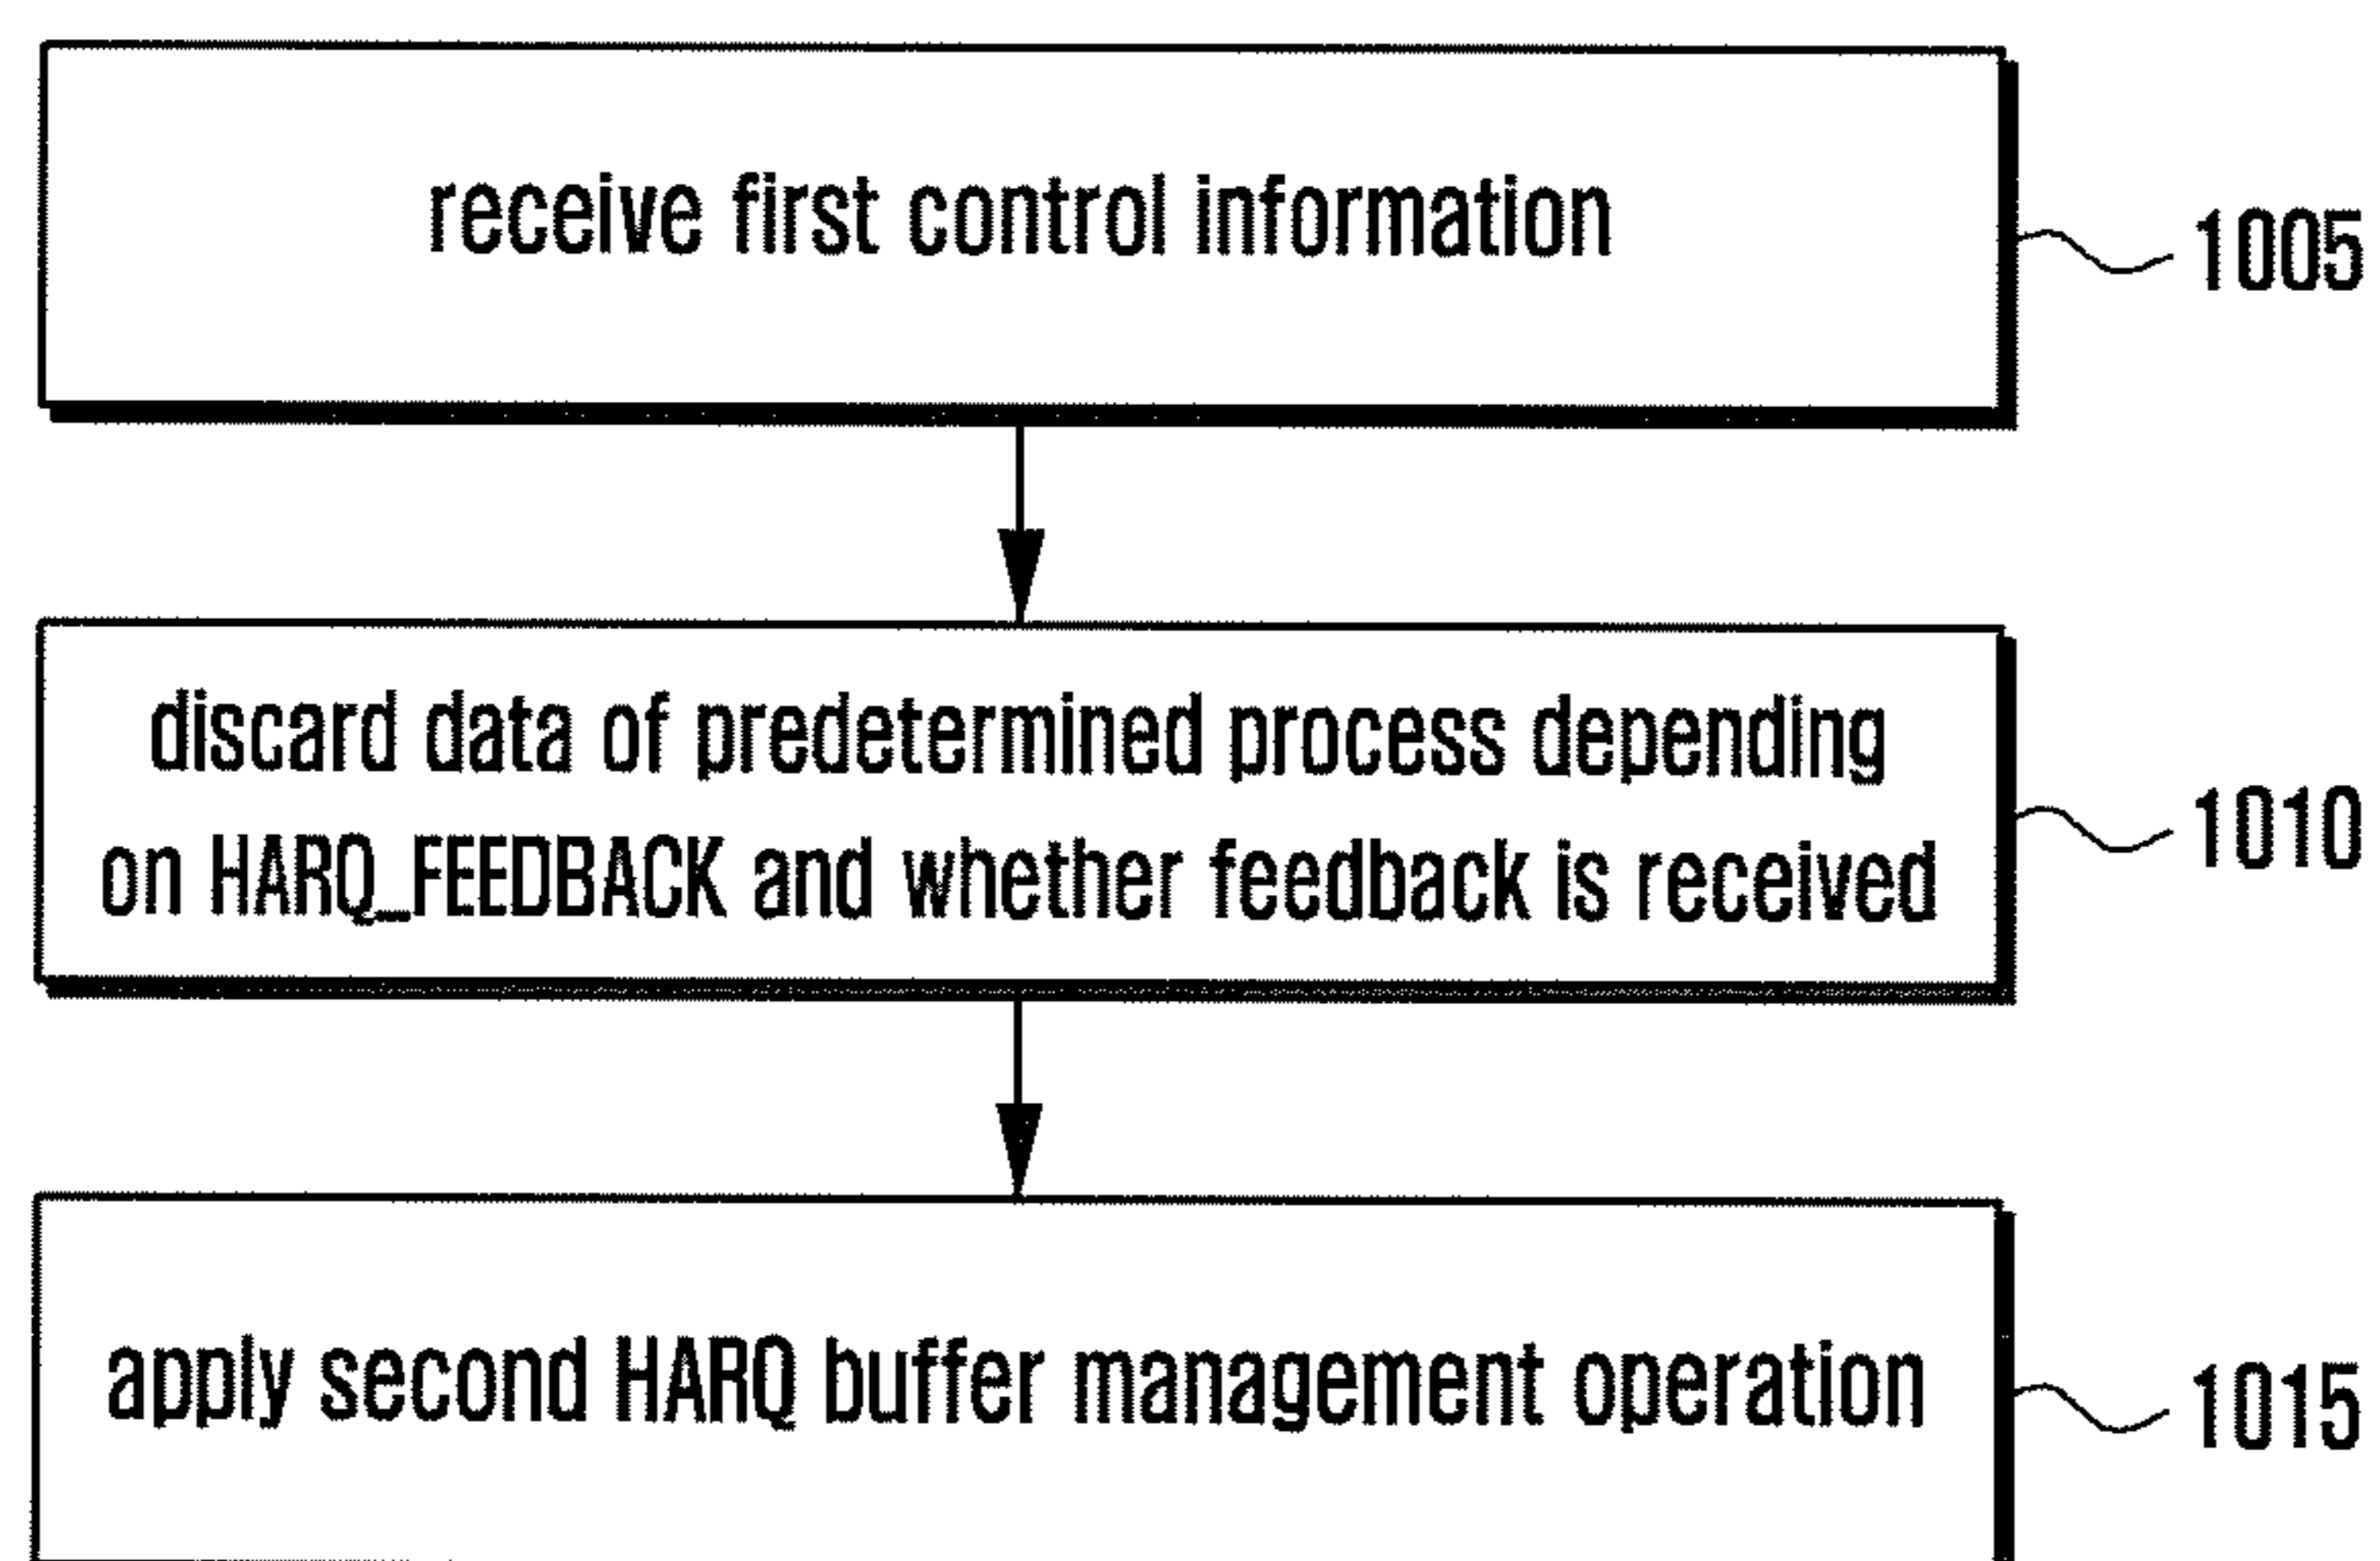 receive first control information
1005
discard data of predetermined process depending
on HARQ_FEEDBACK and whether feedback is received
1010
apply second HARQ buffer management operation
1015